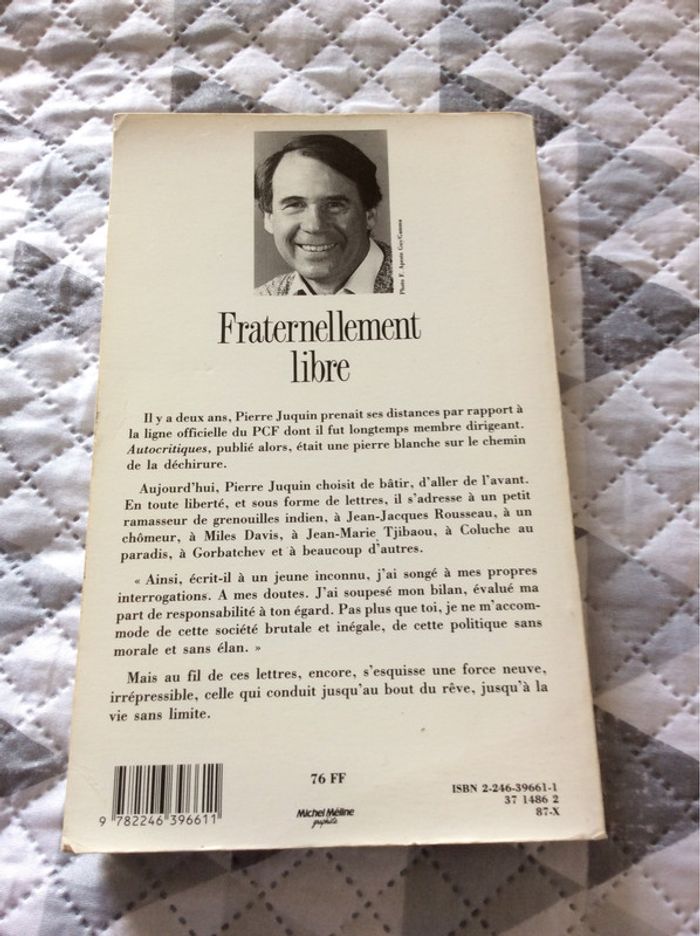 Photo F. Apesta Guy/Gamma
Fraternellement
libre
Il y a deux ans, Pierre Juquin prenait ses distances par rapport à
la ligne officielle du PCF dont il fut longtemps membre dirigeant.
Autocritiques, publié alors, était une pierre blanche sur le chemin
de la déchirure.
Aujourd'hui, Pierre Juquin choisit de bâtir, d'aller de l'avant.
En toute liberté, et sous forme de lettres, il s'adresse à un petit
ramasseur de grenouilles indien, à Jean-Jacques Rousseau, à un
chômeur, à Miles Davis, à Jean-Marie Tjibaou, à Coluche au
paradis, à Gorbatchev et à beaucoup d'autres.
« Ainsi, écrit-il à un jeune inconnu, j'ai songé à mes propres
interrogations. A mes doutes. J'ai soupesé mon bilan, évalué ma
part de responsabilité à ton égard. Pas plus que toi, je ne m'accom-
mode de cette société brutale et inégale, de cette politique sans
morale et sans élan. »
Mais au fil de ces lettres, encore, s'esquisse une force neuve,
irrépressible, celle qui conduit jusqu'au bout du rêve, jusqu'à la
vie sans limite.
76 FF
ISBN 2-246-39661-1
37 1486 2
87-X
9 782246 396611
Michel Méline
graphiste